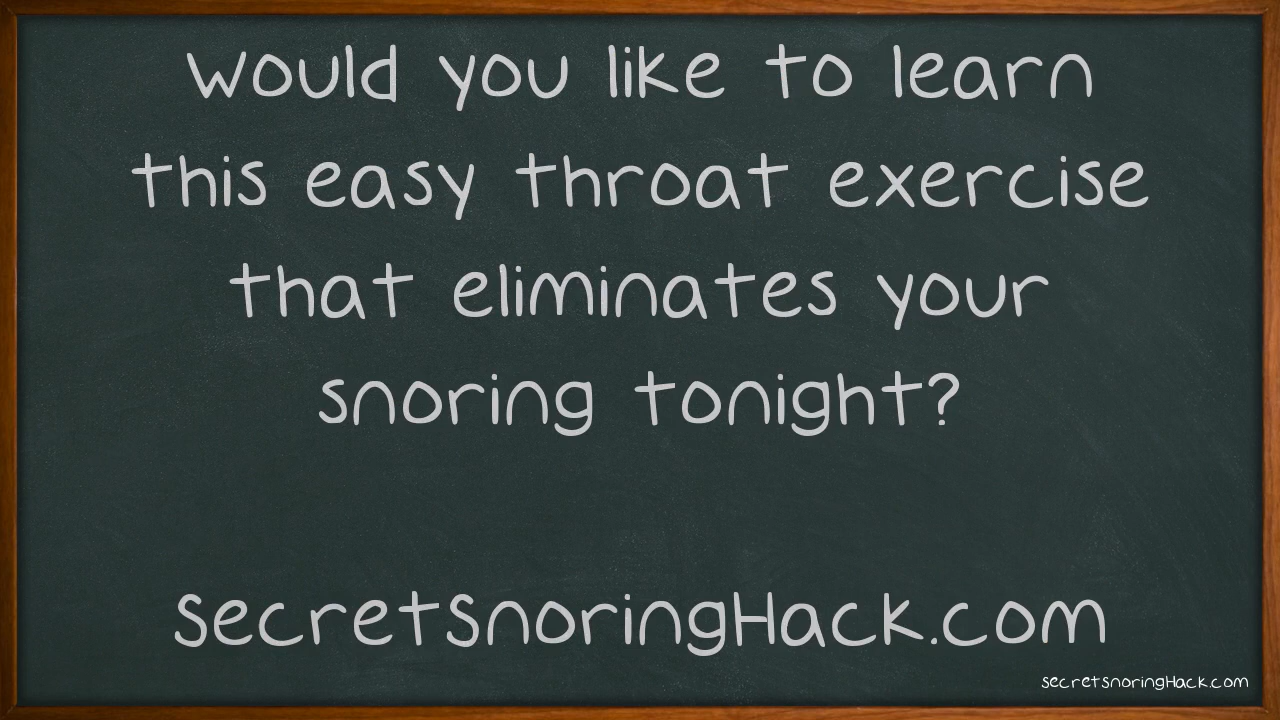 Would you like to learn
this easy throat exercise
that eliminates your
snoring tonight?
SecretSnoringHack.com
secretsnoringHack.com